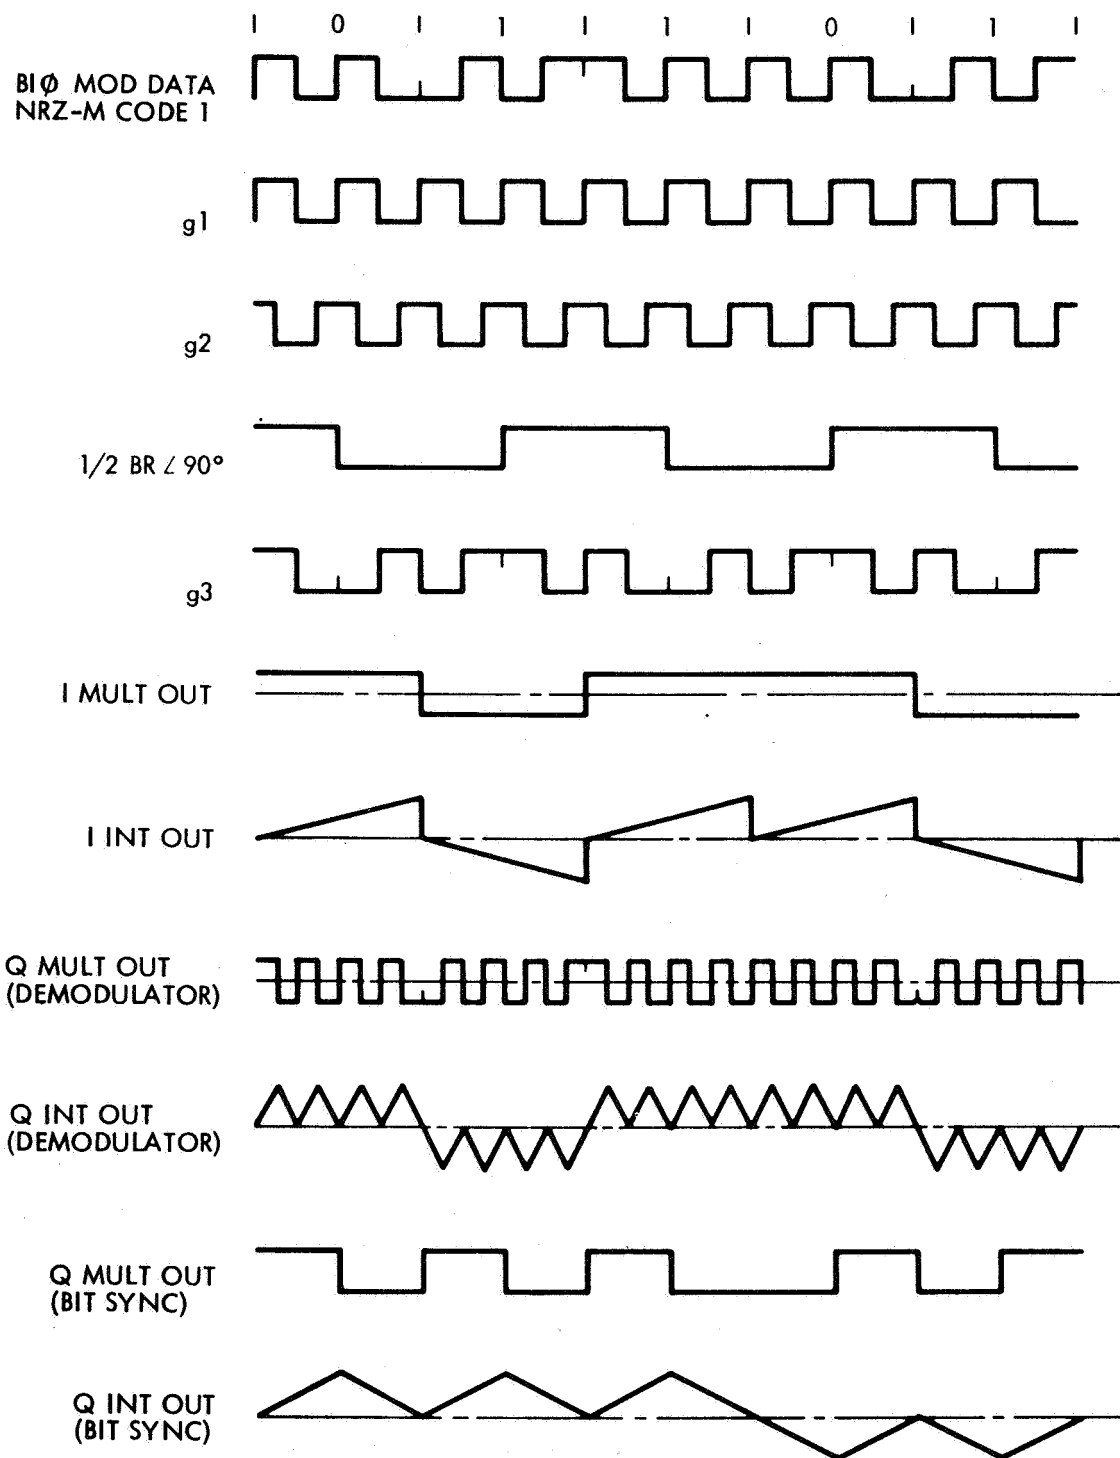 1 0 1 1 1 1 1 0 1 1 1
BIφ MOD DATA
NRZ-M CODE 1
g1
g2
1/2 BR ∠ 90°
g3
I MULT OUT
I INT OUT
Q MULT OUT
(DEMODULATOR)
Q INT OUT
(DEMODULATOR)
Q MULT OUT
(BIT SYNC)
Q INT OUT
(BIT SYNC)